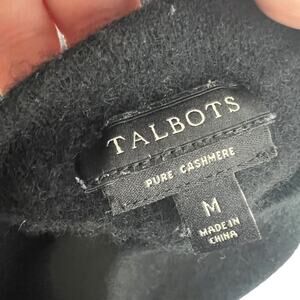 TALBOTS
PURE CASHMERE
M
MADE IN
CHINA